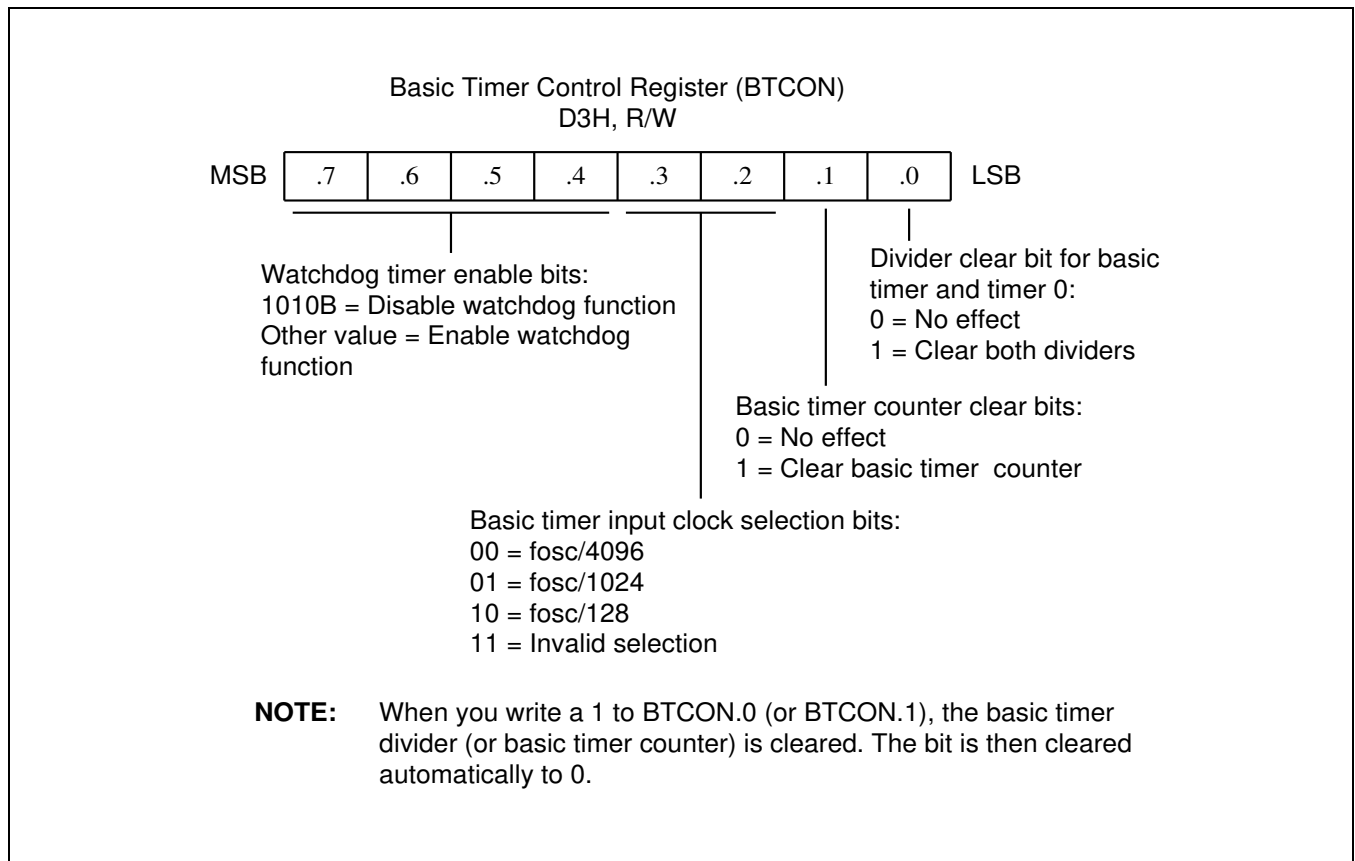 Basic Timer Control Register (BTCON)
D3H, R/W
MSB .7 .6 .5 .4 .3 .2 .1 .0 LSB
Watchdog timer enable bits:
1010B = Disable watchdog function
Other value = Enable watchdog
function
Divider clear bit for basic
timer and timer 0:
0 = No effect
1 = Clear both dividers
Basic timer counter clear bits:
0 = No effect
1 = Clear basic timer counter
Basic timer input clock selection bits:
00 = fosc/4096
01 = fosc/1024
10 = fosc/128
11 = Invalid selection
NOTE: When you write a 1 to BTCON.0 (or BTCON.1), the basic timer
divider (or basic timer counter) is cleared. The bit is then cleared
automatically to 0.